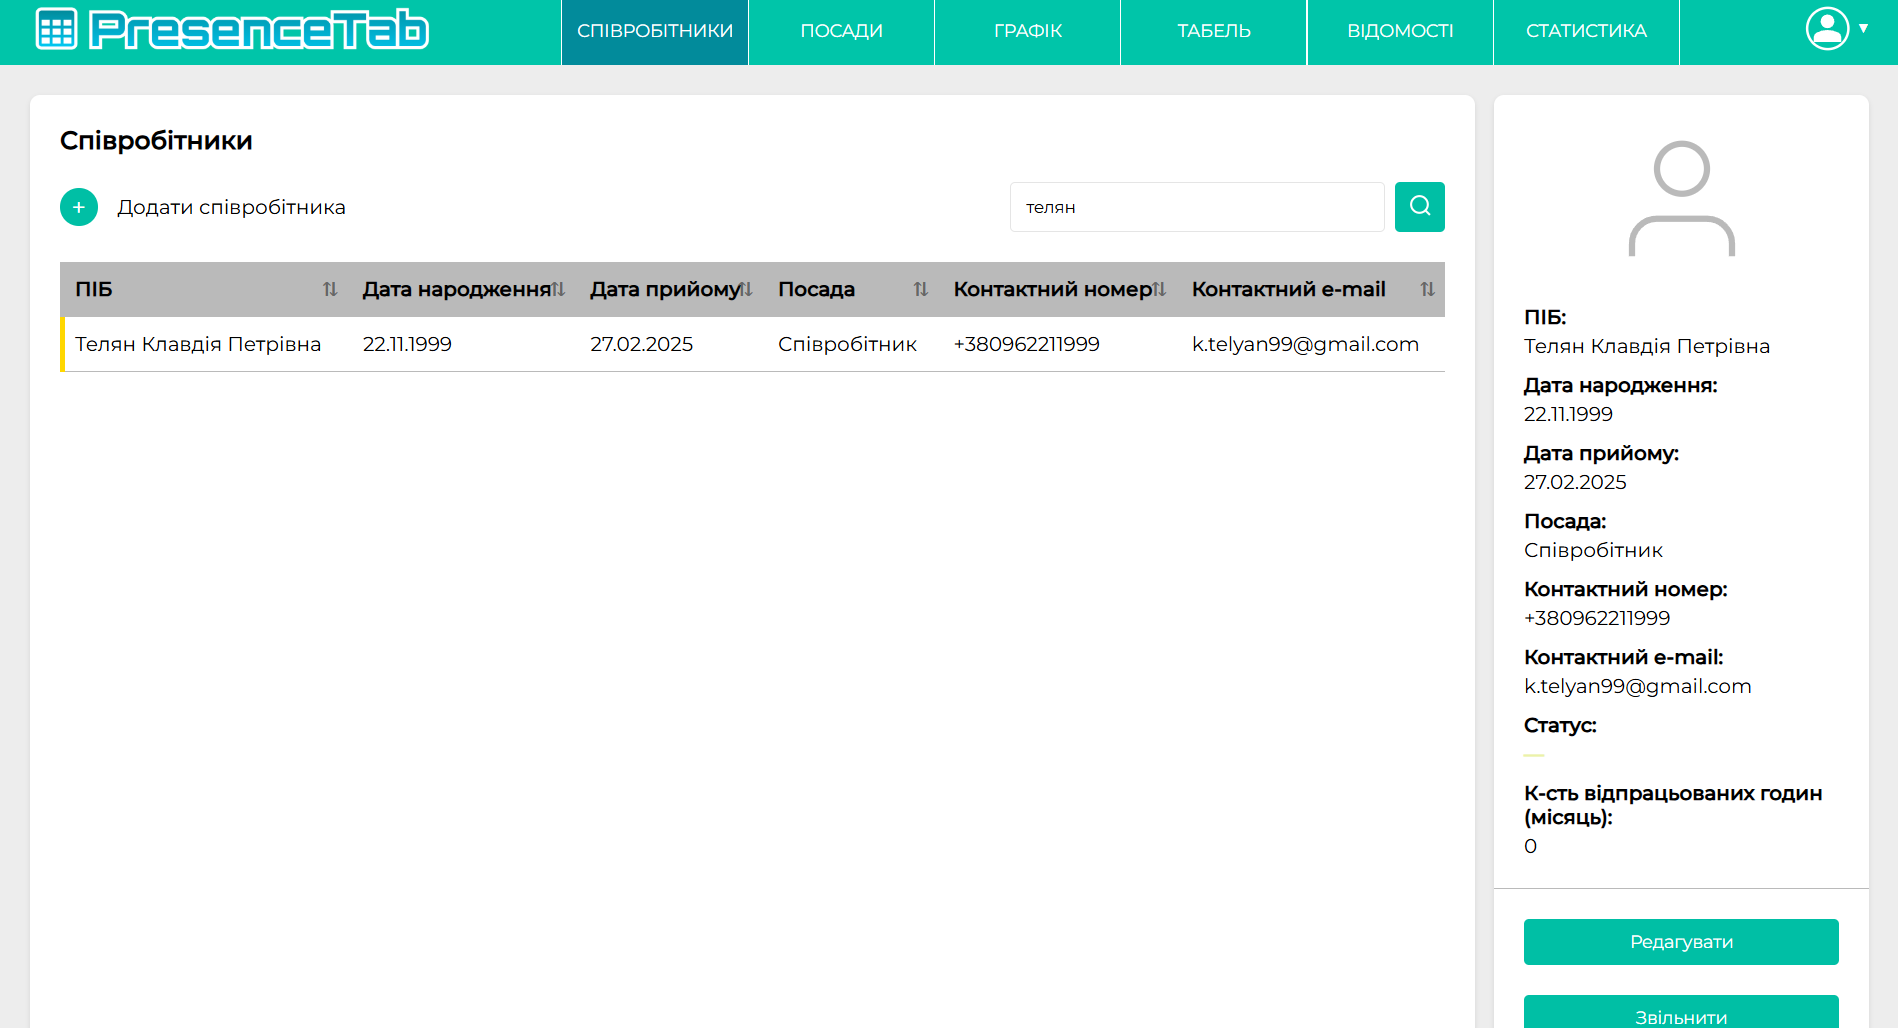 PresenceTab
СПІВРОБІТНИКИ
ПОСАДИ
ГРАФІК
ТАБЕЛЬ
ВІДОМОСТІ
СТАТИСТИКА
Співробітники
+ Додати співробітника
телян
ПІБ Дата народження Дата прийому Посада Контактний номер Контактний e-mail
Телян Клавдія Петрівна 22.11.1999 27.02.2025 Співробітник +380962211999 k.telyan99@gmail.com
ПІБ:
Телян Клавдія Петрівна
Дата народження:
22.11.1999
Дата прийому:
27.02.2025
Посада:
Співробітник
Контактний номер:
+380962211999
Контактний e-mail:
k.telyan99@gmail.com
Статус:
—
К-сть відпрацьованих годин
(місяць):
0
Редагувати
Звільнити